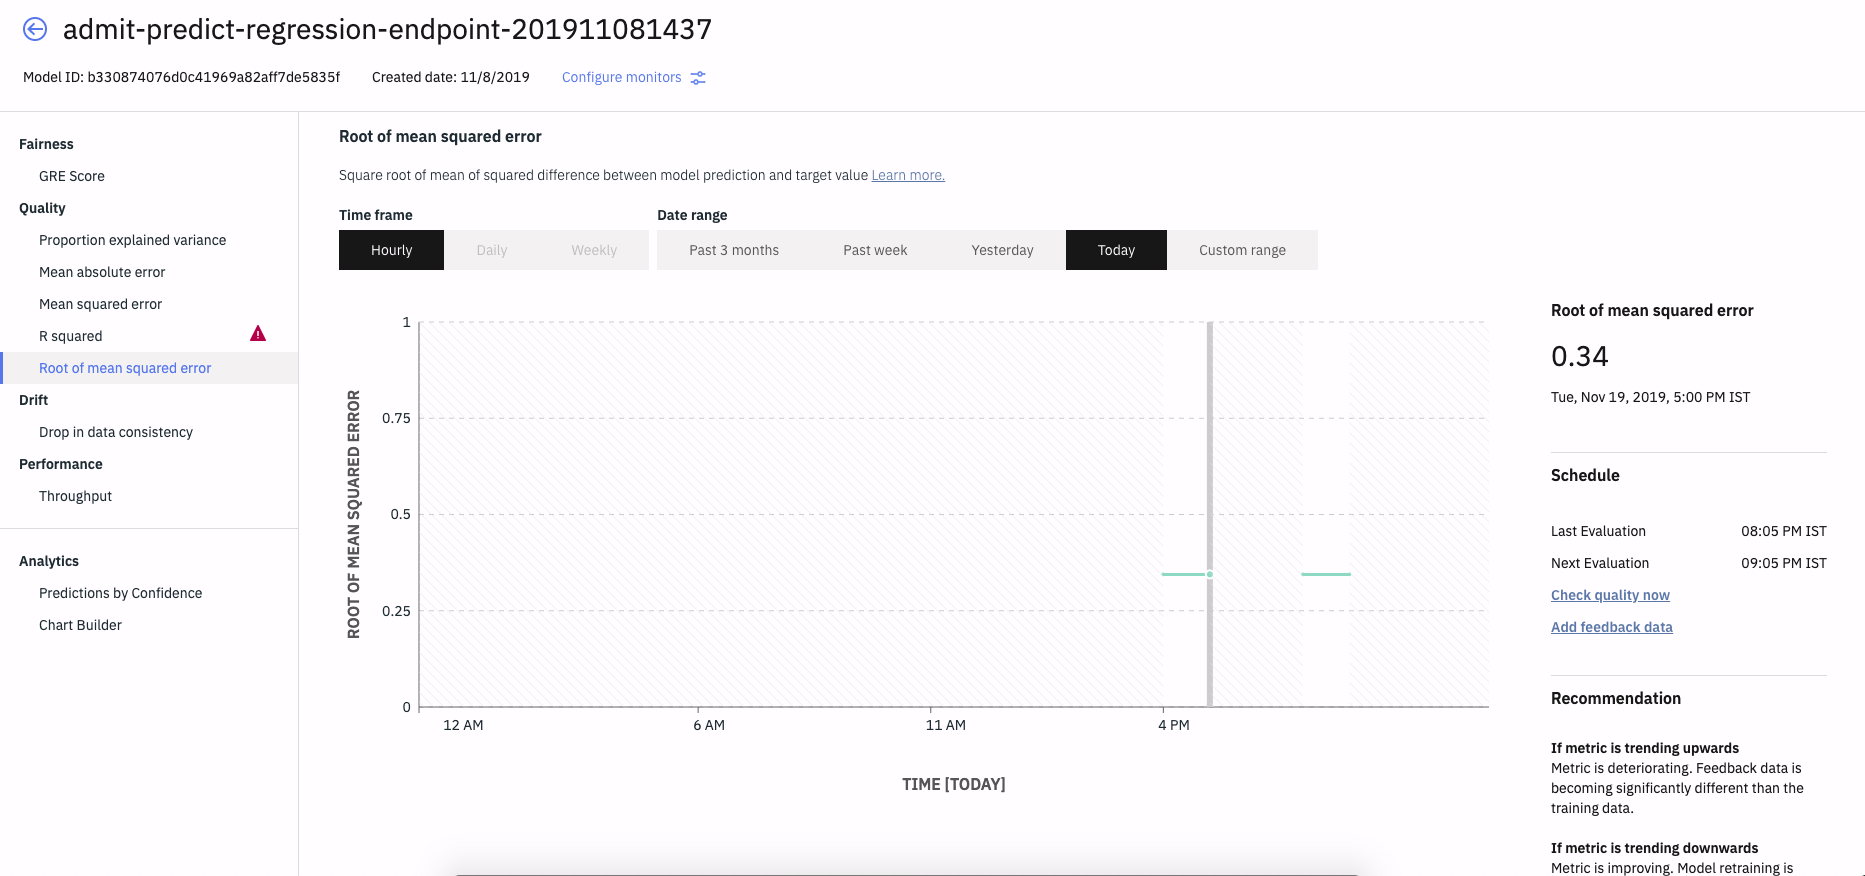 admit-predict-regression-endpoint-201911081437
Model ID: b330874076d0c41969a82aff7de5835f Created date: 11/8/2019 Configure monitors
Fairness
GRE Score
Quality
Proportion explained variance
Mean absolute error
Mean squared error
R squared
Root of mean squared error
Drift
Drop in data consistency
Performance
Throughput
Analytics
Predictions by Confidence
Chart Builder
Root of mean squared error
Square root of mean of squared difference between model prediction and target value Learn more.
Time frame Date range
Hourly Daily Weekly Past 3 months Past week Yesterday Today Custom range
ROOT OF MEAN SQUARED ERROR
1
0.75
0.5
0.25
0
12 AM 6 AM 11 AM 4 PM
TIME [TODAY]
Root of mean squared error
0.34
Tue, Nov 19, 2019, 5:00 PM IST
Schedule
Last Evaluation 08:05 PM IST
Next Evaluation 09:05 PM IST
Check quality now
Add feedback data
Recommendation
If metric is trending upwards
Metric is deteriorating. Feedback data is
becoming significantly different than the
training data.
If metric is trending downwards
Metric is improving. Model retraining is